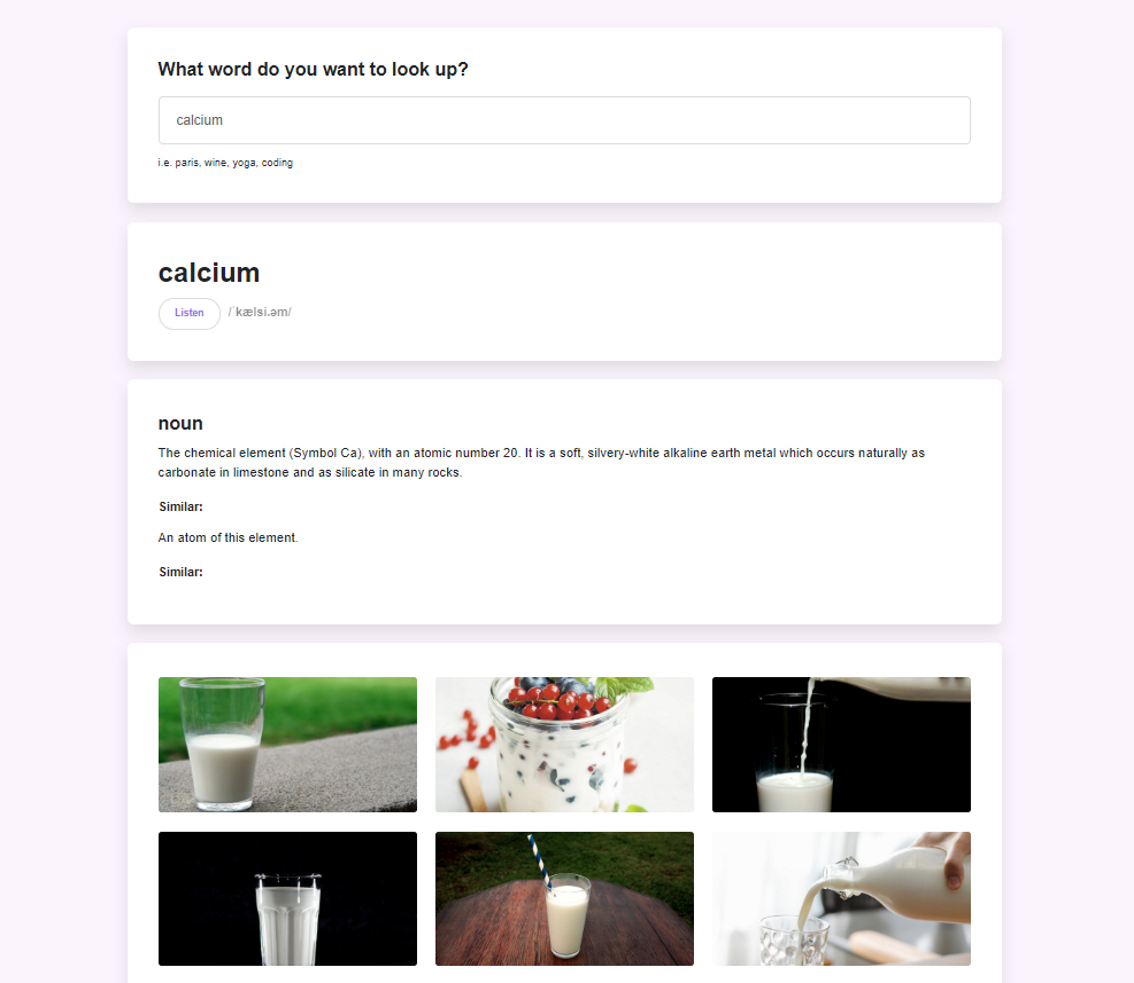 What word do you want to look up?
calcium
i.e. paris, wine, yoga, coding
calcium
Listen /ˈkælsi.əm/
noun
The chemical element (Symbol Ca), with an atomic number 20. It is a soft, silvery-white alkaline earth metal which occurs naturally as
carbonate in limestone and as silicate in many rocks.
Similar:
An atom of this element.
Similar: